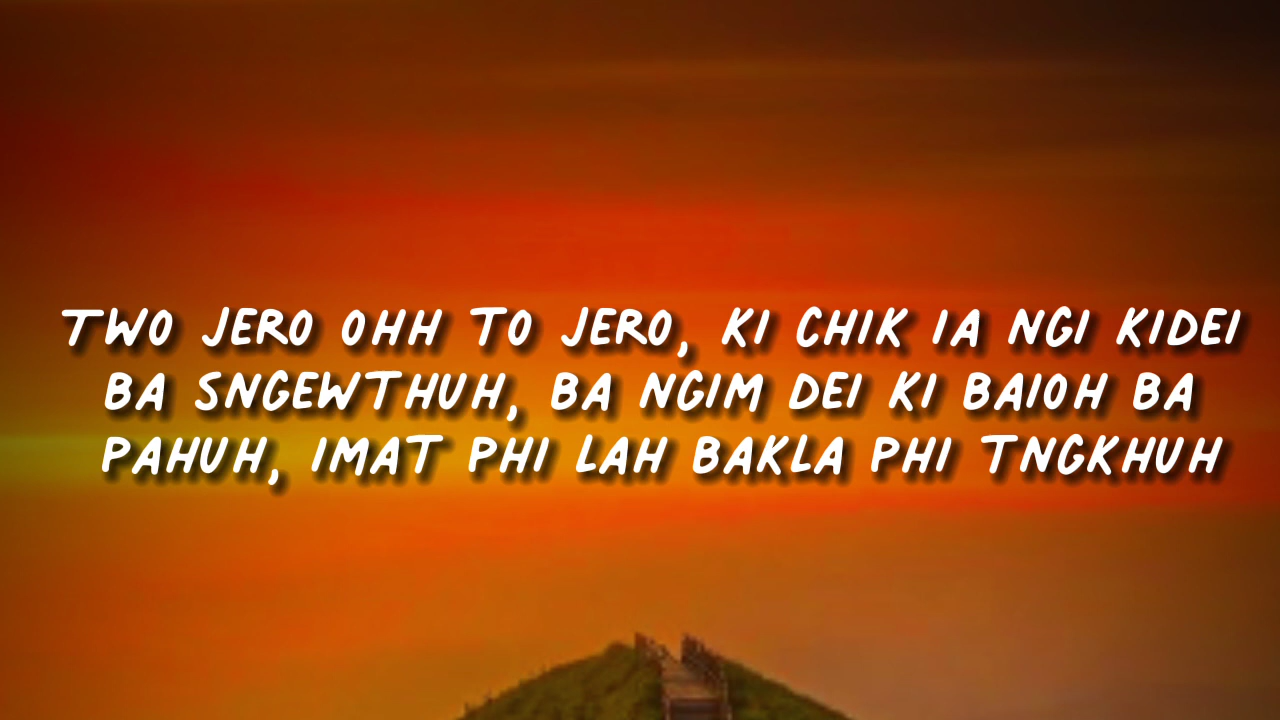 TWO JERO OHH TO JERO, KI CHIK IA NGI KIDEI
BA SNGEWTHUH, BA NGIM DEI KI BAIOH BA
PAHUH, IMAT PHI LAH BAKLA PHI TNGKHUH